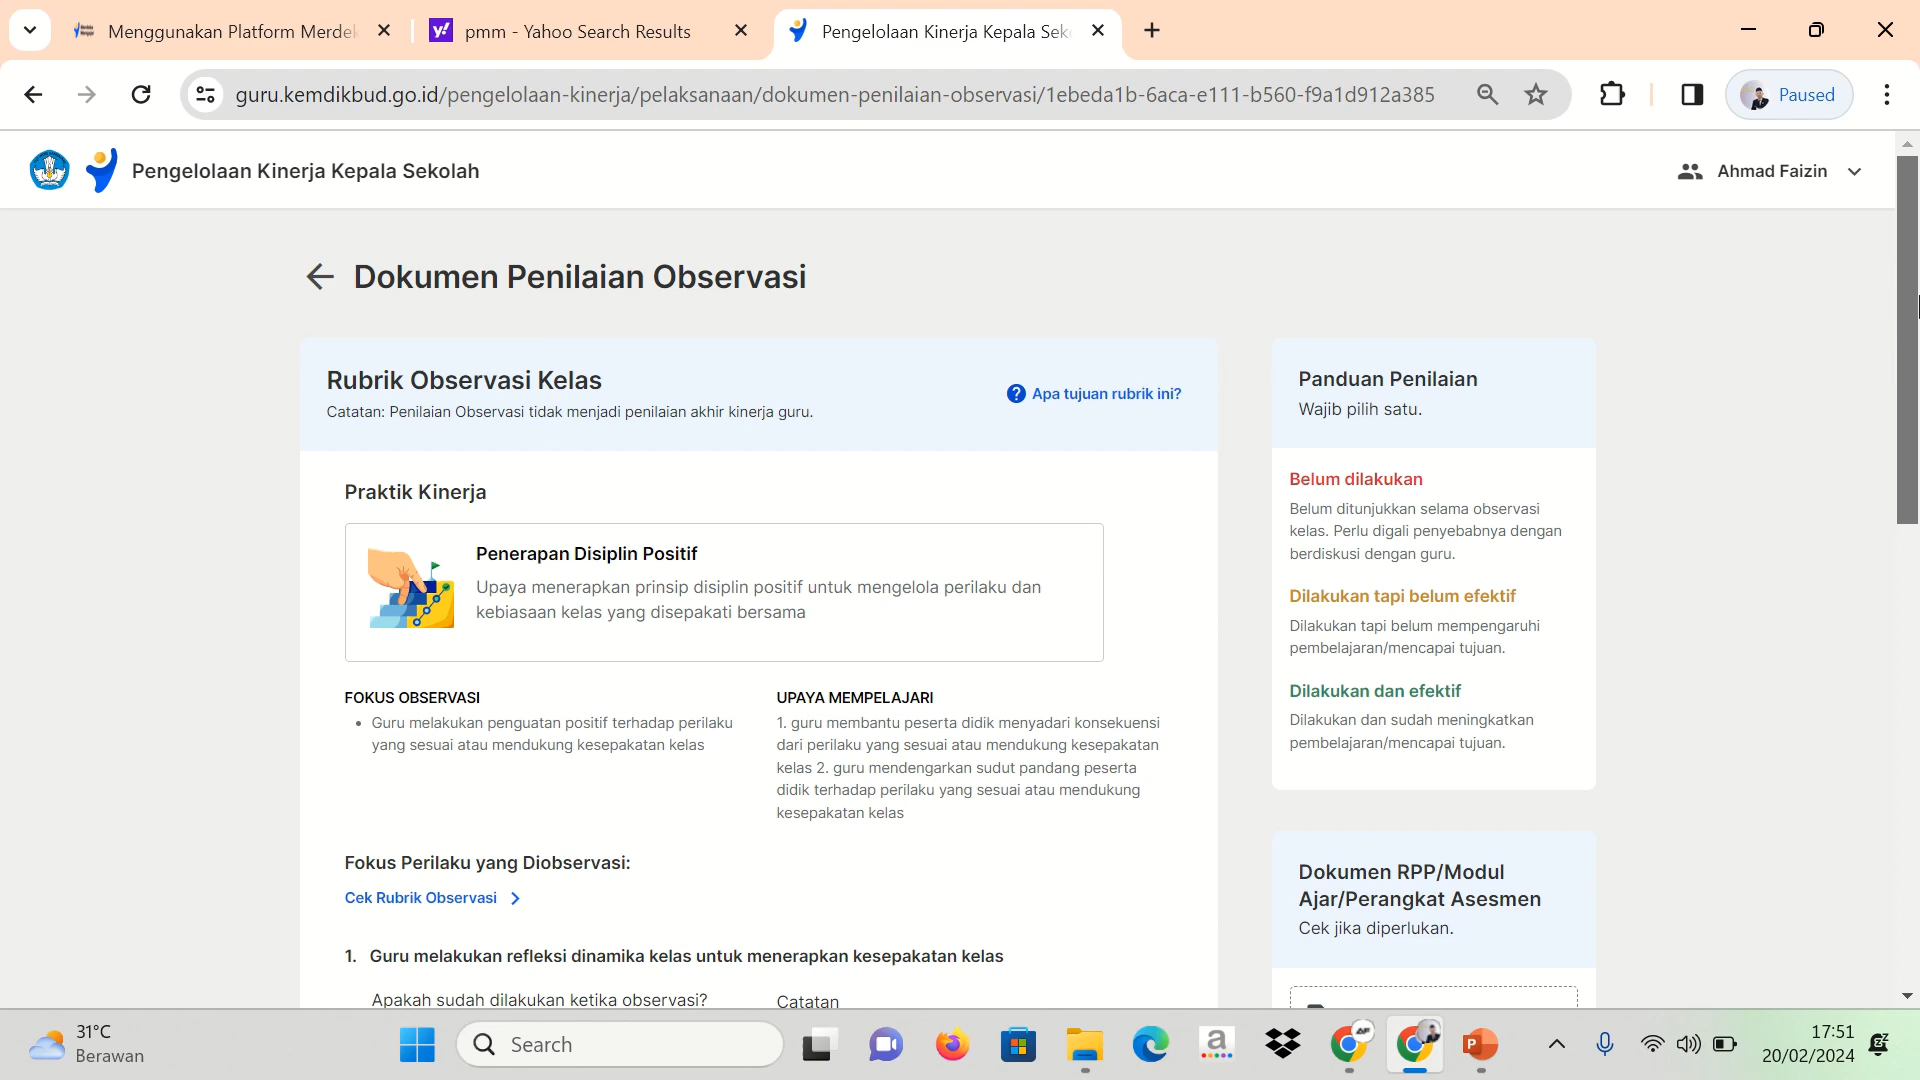 Menggunakan Platform Merdek
pmm - Yahoo Search Results
Pengelolaan Kinerja Kepala Seko
guru.kemdikbud.go.id/pengelolaan-kinerja/pelaksanaan/dokumen-penilaian-observasi/1ebeda1b-6aca-e111-b560-f9a1d912a385
Paused
Pengelolaan Kinerja Kepala Sekolah
Ahmad Faizin
Dokumen Penilaian Observasi
Rubrik Observasi Kelas
Catatan: Penilaian Observasi tidak menjadi penilaian akhir kinerja guru.
Apa tujuan rubrik ini?
Praktik Kinerja
Penerapan Disiplin Positif
Upaya menerapkan prinsip disiplin positif untuk mengelola perilaku dan
kebiasaan kelas yang disepakati bersama
FOKUS OBSERVASI
• Guru melakukan penguatan positif terhadap perilaku
yang sesuai atau mendukung kesepakatan kelas
UPAYA MEMPELAJARI
1. guru membantu peserta didik menyadari konsekuensi
dari perilaku yang sesuai atau mendukung kesepakatan
kelas 2. guru mendengarkan sudut pandang peserta
didik terhadap perilaku yang sesuai atau mendukung
kesepakatan kelas
Fokus Perilaku yang Diobservasi:
Cek Rubrik Observasi
1. Guru melakukan refleksi dinamika kelas untuk menerapkan kesepakatan kelas
Apakah sudah dilakukan ketika observasi?
Catatan
Panduan Penilaian
Wajib pilih satu.
Belum dilakukan
Belum ditunjukkan selama observasi
kelas. Perlu digali penyebabnya dengan
berdiskusi dengan guru.
Dilakukan tapi belum efektif
Dilakukan tapi belum mempengaruhi
pembelajaran/mencapai tujuan.
Dilakukan dan efektif
Dilakukan dan sudah meningkatkan
pembelajaran/mencapai tujuan.
Dokumen RPP/Modul
Ajar/Perangkat Asesmen
Cek jika diperlukan.
31°C
Berawan
Search
17:51
20/02/2024